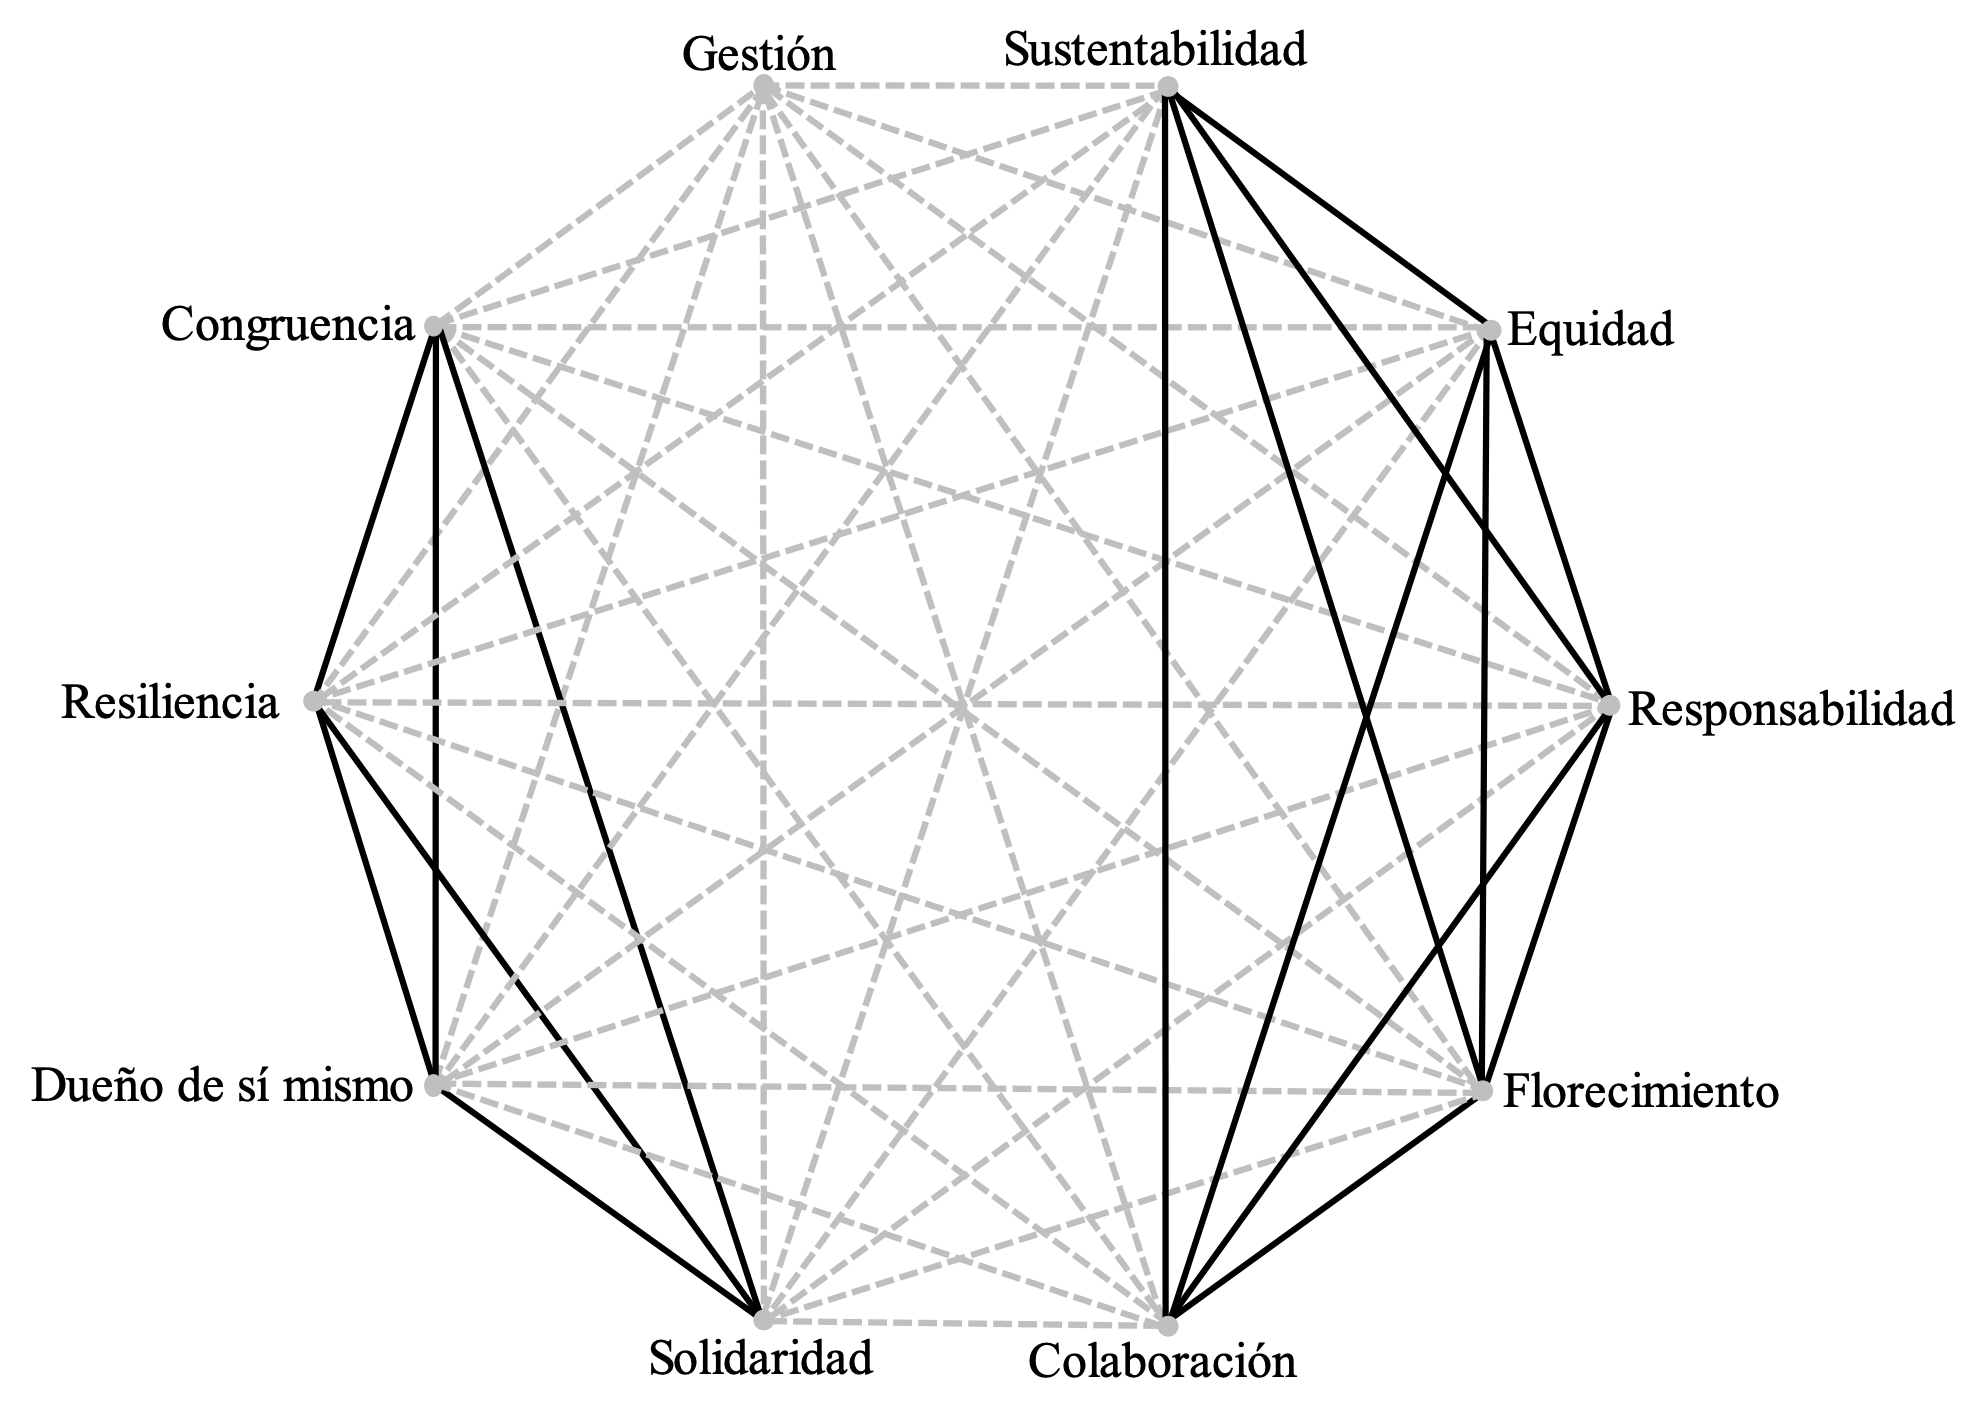 Gestión
Sustentabilidad
Congruencia
Equidad
Resiliencia
Responsabilidad
Dueño de sí mismo
Florecimiento
Solidaridad
Colaboración